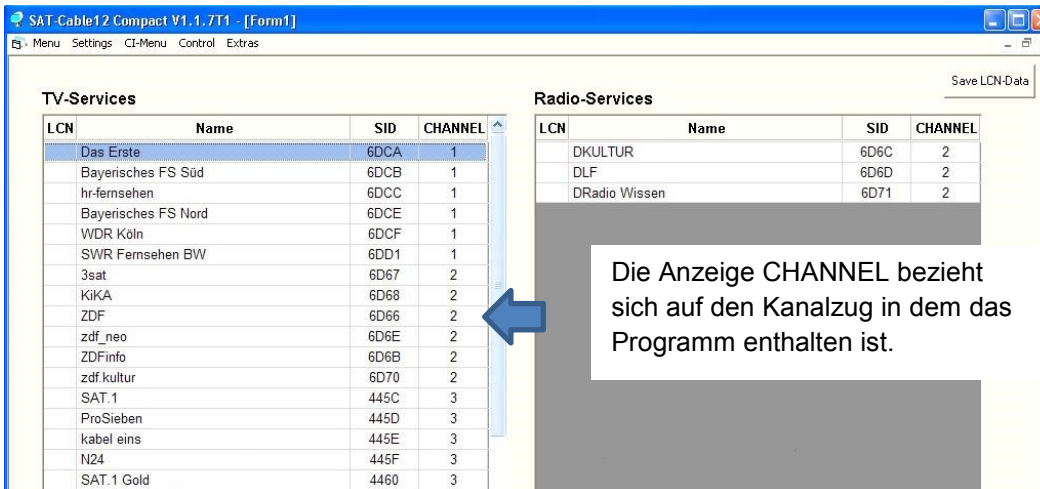 SAT-Cable12 Compact V1.1.7T1 - [Form1]
Menu Settings CI-Menu Control Extras
Save LCN-Data
TV-Services
LCN Name SID CHANNEL
Das Erste 6DCA 1
Bayerisches FS Süd 6DCB 1
hr-fernsehen 6DCC 1
Bayerisches FS Nord 6DCE 1
WDR Köln 6DCF 1
SWR Fernsehen BW 6DD1 1
3sat 6D67 2
KiKA 6D68 2
ZDF 6D66 2
zdf_neo 6D6E 2
ZDFinfo 6D6B 2
zdf.kultur 6D70 2
SAT.1 445C 3
ProSieben 445D 3
kabel eins 445E 3
N24 445F 3
SAT.1 Gold 4460 3
Radio-Services
LCN Name SID CHANNEL
DKULTUR 6D6C 2
DLF 6D6D 2
DRadio Wissen 6D71 2
Die Anzeige CHANNEL bezieht
sich auf den Kanalzug in dem das
Programm enthalten ist.